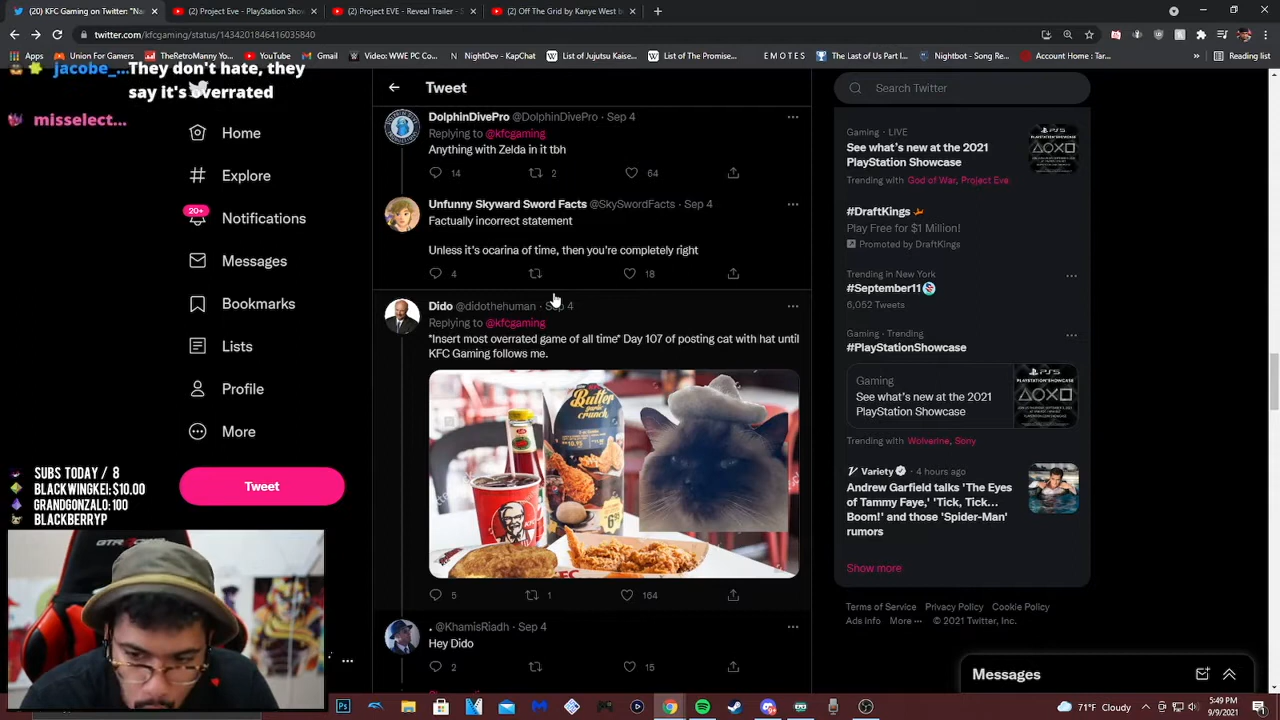 (20) KFC Gaming on Twitter: "Na
Project Eve - PlayStation Show
(2) Project EVE - Reveal Trailer - S
(2) Off The Grid by Kanye West b
twitter.com/kfcgaming/status/1434201846416035840
Apps
Union For Gamers
TheRetroManYo
YouTube
Gmail
Video: WWE PC C...
NightDev - KapChat
List of Jujutsu Kais...
List of The Promise...
The Last of Us Part...
Nightbot - Song Re...
Account Home : Tar...
Reading list
jacobe_... They don't hate, they
say it's overrated
misselect...
Home
Explore
Notifications
20+
Messages
Bookmarks
Lists
Profile
More
Tweet
SUBS TODAY / 8
BLACKWINGKEI: $10.00
GRANDGONZALO: 100
BLACKBERRYP
GTR
Tweet
DolphinDivePro @DolphinDivePro · Sep 4
Replying to @kfcgaming
Anything with Zelda in it tbh
14 2 64
Unfunny Skyward Sword Facts @SkySwordFacts · Sep 4
Factually incorrect statement
Unless it's ocarina of time, then you're completely right
4 18
Dido @didothehuman · Sep 4
Replying to @kfcgaming
*Insert most overrated game of all time* Day 107 of posting cat with hat until
KFC Gaming follows me.
Butter
garlic
crunch
KFC
5 1 164
. @KhamisRiadh · Sep 4
Hey Dido
2 15
Search Twitter
Gaming · LIVE
See what's new at the 2021
PlayStation Showcase
Trending with God of War, Project Eve
#DraftKings
Play Free for $1 Million!
Promoted by DraftKings
Trending in New York
#September11
6,052 Tweets
Gaming · Trending
#PlayStationShowcase
Gaming
See what's new at the 2021
PlayStation Showcase
Trending with Wolverine, Sony
Variety · 4 hours ago
Andrew Garfield talks 'The Eyes
of Tammy Faye,' 'Tick, Tick...
Boom!' and those 'Spider-Man'
rumors
Show more
Terms of Service Privacy Policy Cookie Policy
Ads info More ··· © 2021 Twitter, Inc.
Messages
71°F Cloudy
5:49 PM
9/9/2021